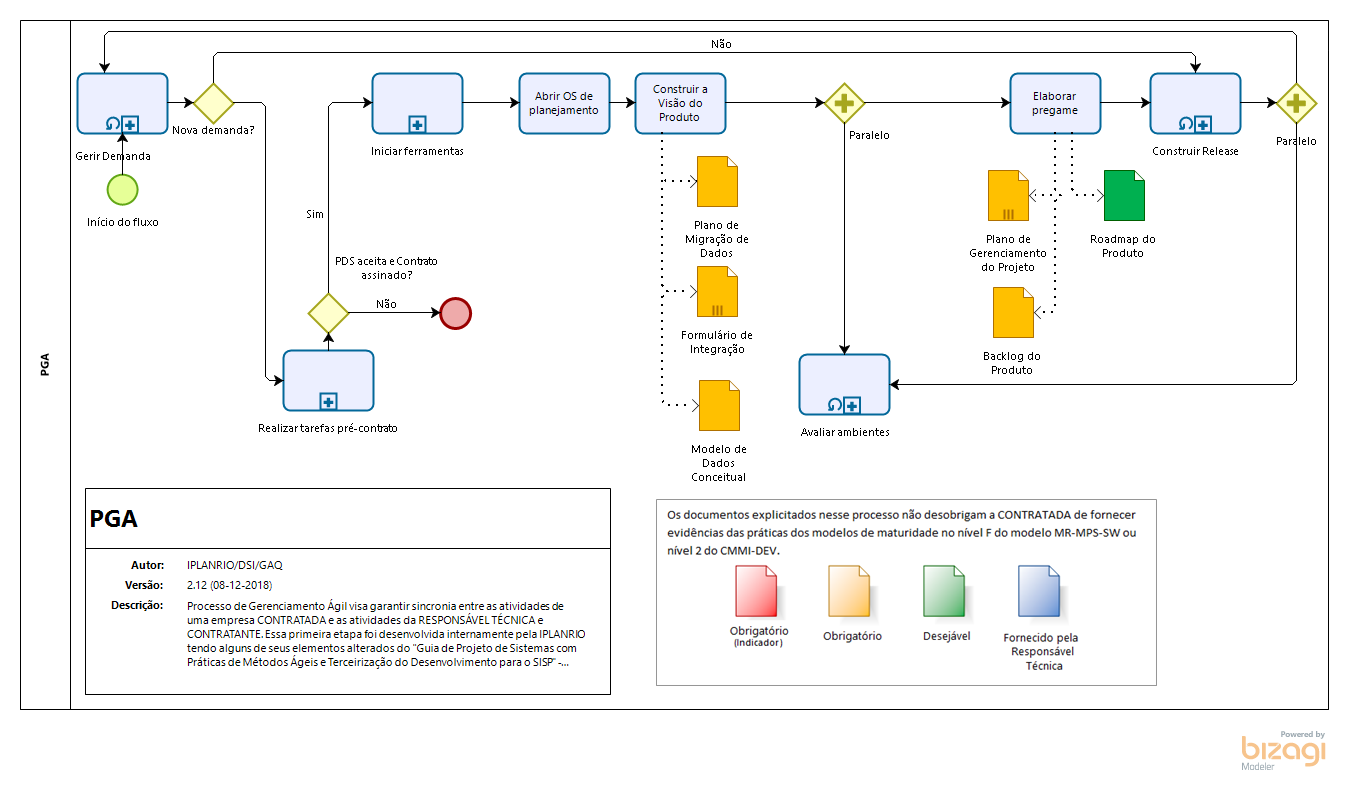 PGA
Não
Gerir Demanda
Nova demanda?
Início do fluxo
Iniciar ferramentas
Abrir OS de
planejamento
Construir a
Visão do
Produto
Paralelo
Elaborar
pregame
Construir Release
Paralelo
Sim
PDS aceita e Contrato
assinado?
Não
Realizar tarefas pré-contrato
Plano de
Migração de
Dados
Formulário de
Integração
Modelo de
Dados
Conceitual
Avaliar ambientes
Plano de
Gerenciamento
do Projeto
Roadmap do
Produto
Backlog do
Produto
PGA
Autor: IPLANRIO/DSI/GAQ
Versão: 2.12 (08-12-2018)
Descrição: Processo de Gerenciamento Ágil visa garantir sincronia entre as atividades de
uma empresa CONTRATADA e as atividades da RESPONSÁVEL TÉCNICA e
CONTRATANTE. Essa primeira etapa foi desenvolvida internamente pela IPLANRIO
tendo alguns de seus elementos alterados do "Guia de Projeto de Sistemas com
Práticas de Métodos Ágeis e Terceirização do Desenvolvimento para o SISP" -...
Os documentos explicitados nesse processo não desobrigam a CONTRATADA de fornecer
evidências das práticas dos modelos de maturidade no nível F do modelo MR-MPS-SW ou
nível 2 do CMMI-DEV.
Obrigatório
(Indicador)
Obrigatório
Desejável
Fornecido pela
Responsável
Técnica
Powered by
bizagi
Modeler